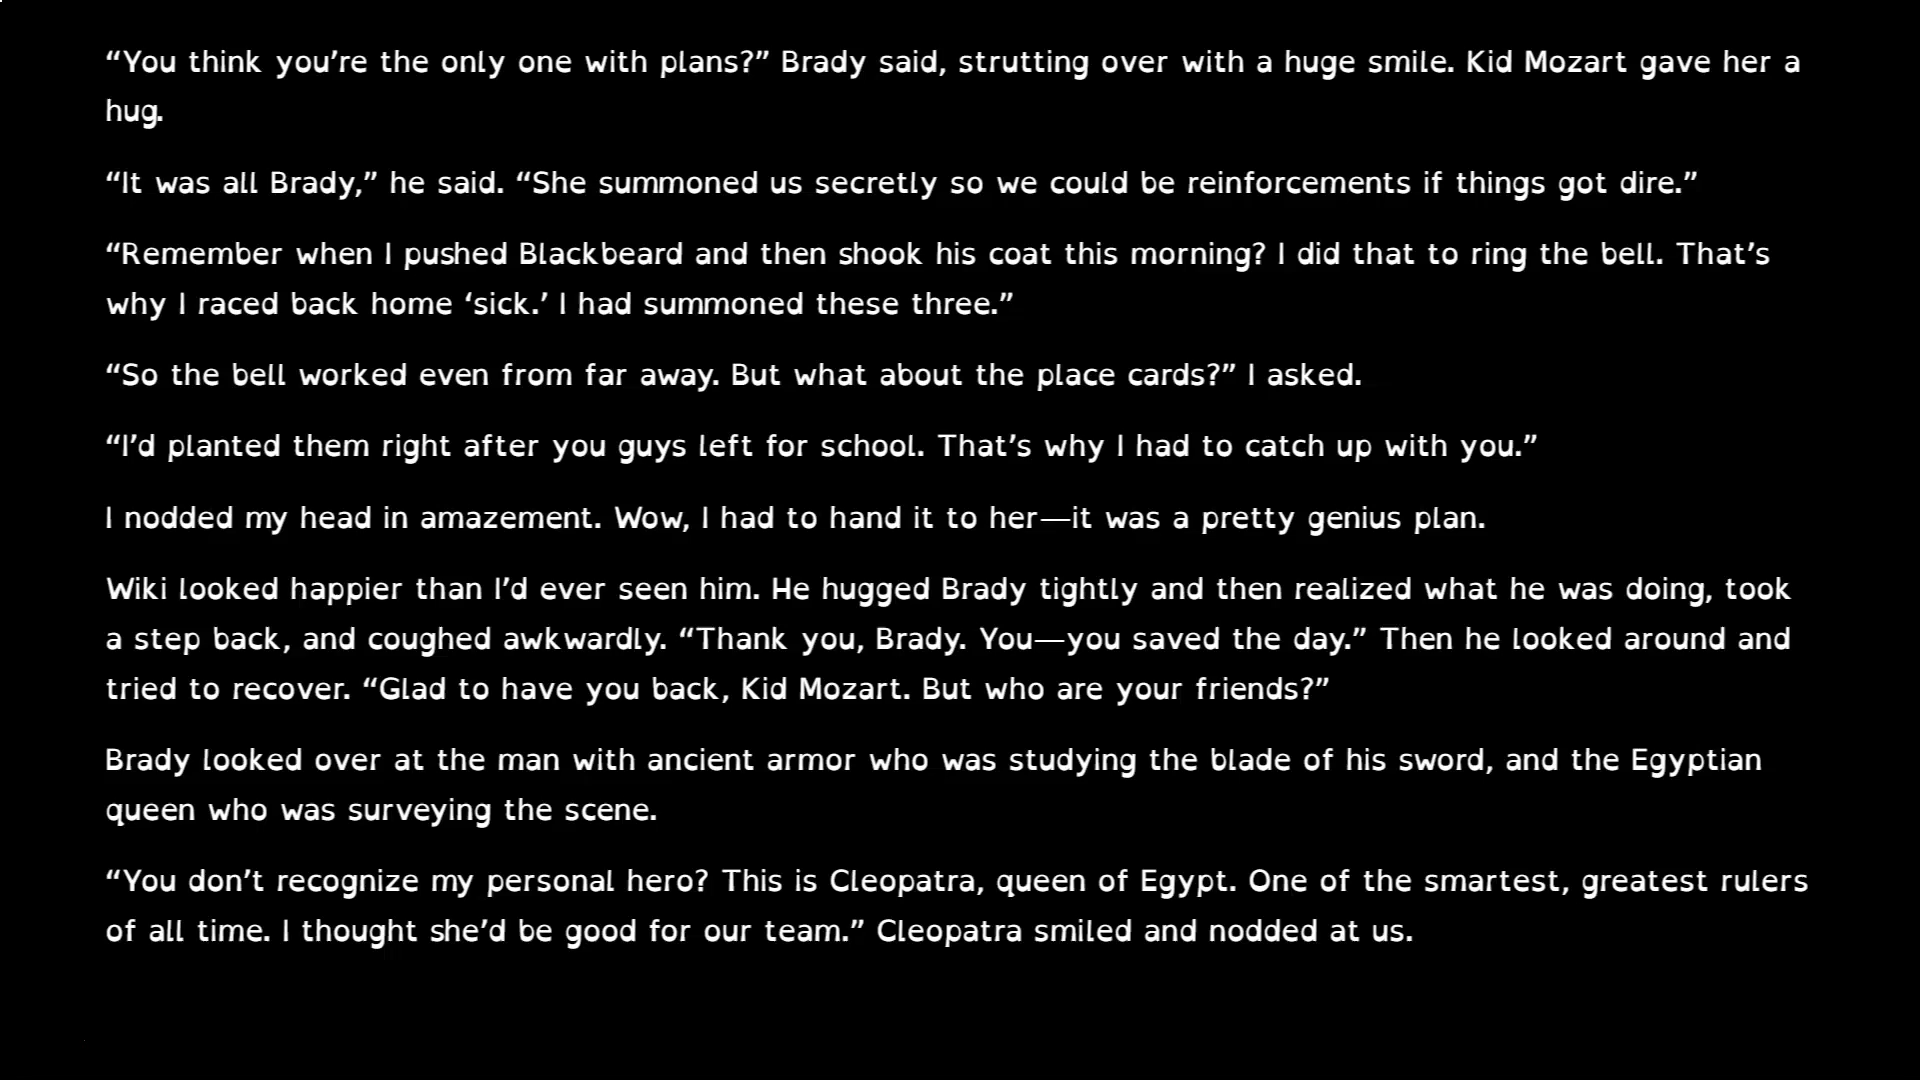 “You think you’re the only one with plans?” Brady said, strutting over with a huge smile. Kid Mozart gave her a
hug.
“It was all Brady,” he said. “She summoned us secretly so we could be reinforcements if things got dire.”
“Remember when I pushed Blackbeard and then shook his coat this morning? I did that to ring the bell. That’s
why I raced back home ‘sick.’ I had summoned these three.”
“So the bell worked even from far away. But what about the place cards?” I asked.
“I’d planted them right after you guys left for school. That’s why I had to catch up with you.”
I nodded my head in amazement. Wow, I had to hand it to her—it was a pretty genius plan.
Wiki looked happier than I’d ever seen him. He hugged Brady tightly and then realized what he was doing, took
a step back, and coughed awkwardly. “Thank you, Brady. You—you saved the day.” Then he looked around and
tried to recover. “Glad to have you back, Kid Mozart. But who are your friends?”
Brady looked over at the man with ancient armor who was studying the blade of his sword, and the Egyptian
queen who was surveying the scene.
“You don’t recognize my personal hero? This is Cleopatra, queen of Egypt. One of the smartest, greatest rulers
of all time. I thought she’d be good for our team.” Cleopatra smiled and nodded at us.